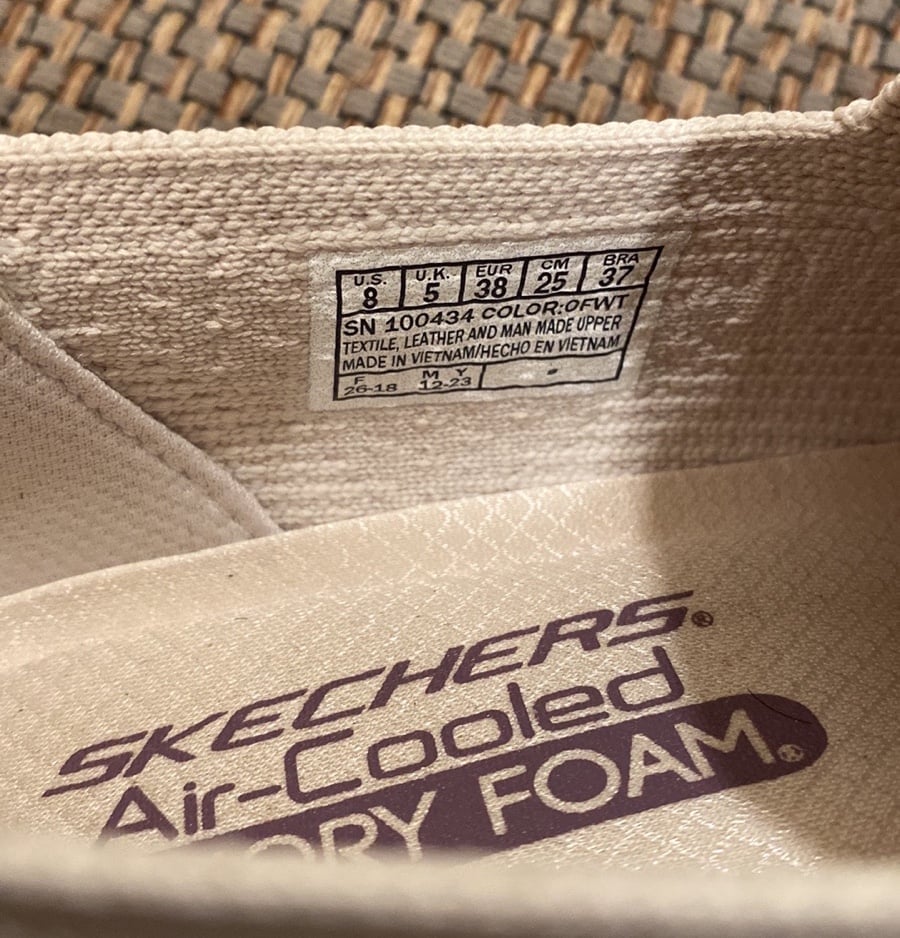 U.S. U.K. EUR CM BRA
8 5 38 25 37
SN 100434 COLOR:OFWT
TEXTILE, LEATHER AND MAN MADE UPPER
MADE IN VIETNAM/HECHO EN VIETNAM
F M Y
26-18 12-23
SKECHERS®
Air-Cooled
ORY FOAM®